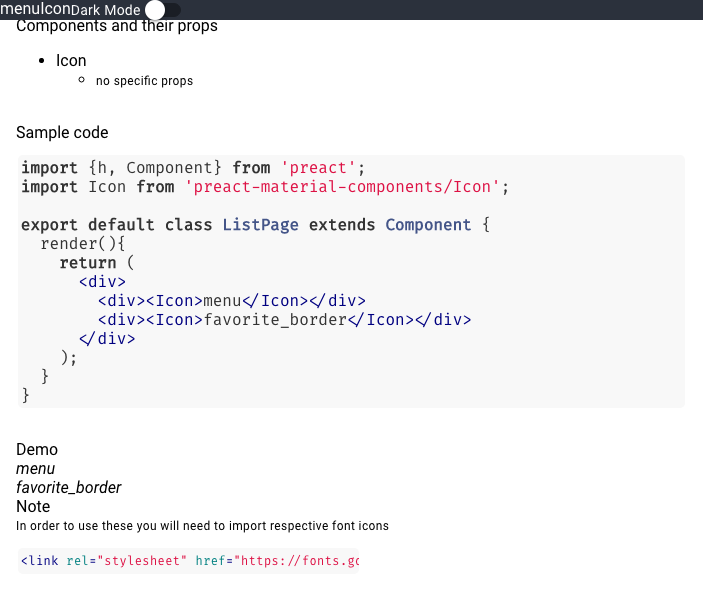 menuIconDark Mode
Components and their props
Icon
no specific props
Sample code
import {h, Component} from 'preact';
import Icon from 'preact-material-components/Icon';
export default class ListPage extends Component {
render(){
return (
<div>
<div><Icon>menu</Icon></div>
<div><Icon>favorite_border</Icon></div>
</div>
);
}
}
Demo
menu
favorite_border
Note
In order to use these you will need to import respective font icons
<link rel="stylesheet" href="https://fonts.go